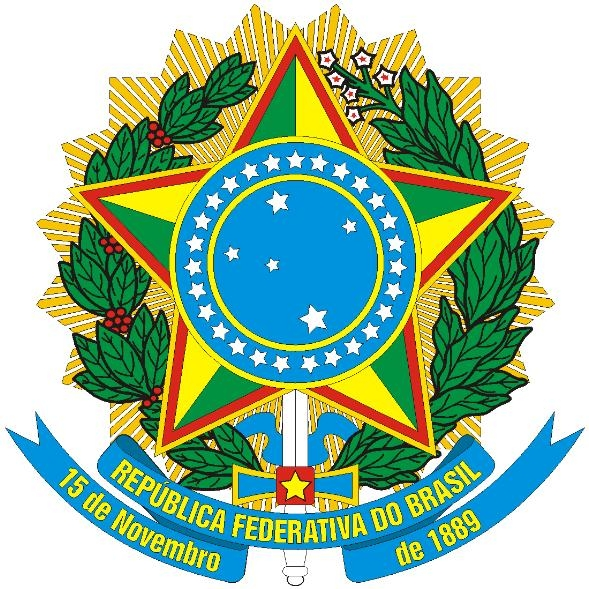 REPÚBLICA FEDERATIVA DO BRASIL
15 de Novembro de 1889